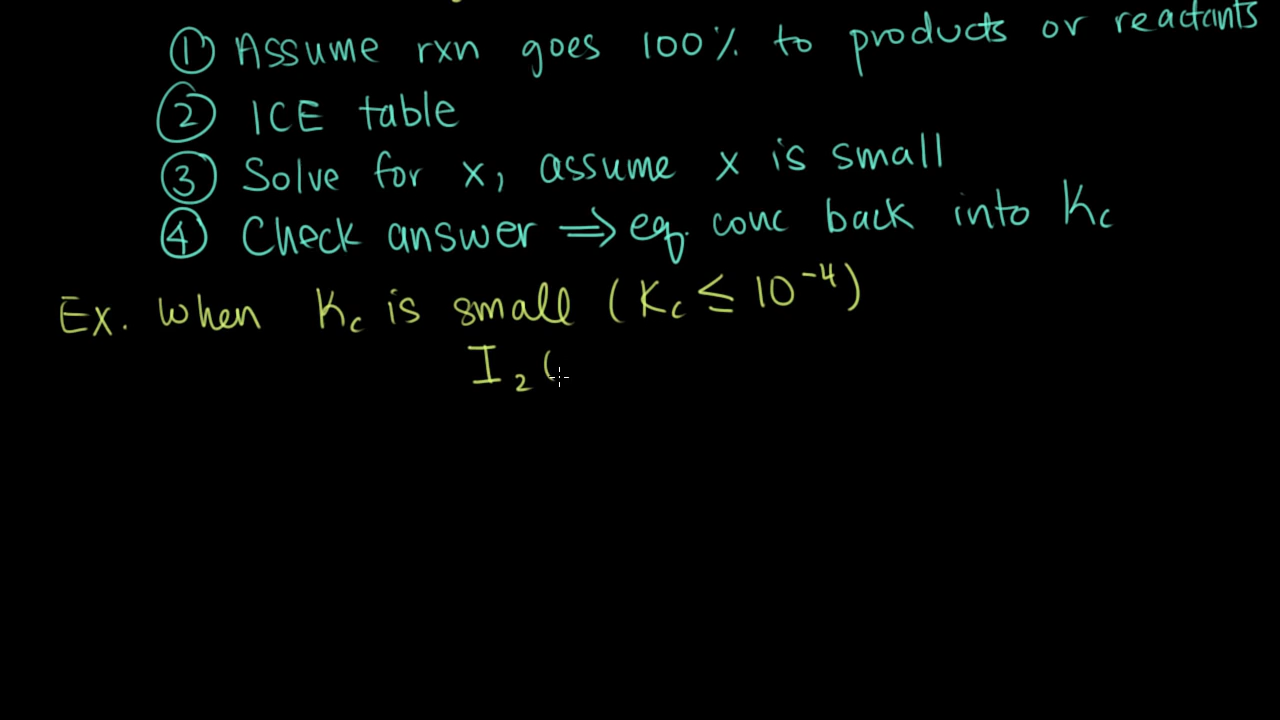 ① Assume rxn goes 100% to products or reactants
② ICE table
③ Solve for x, assume x is small
④ Check answer ⇒ eq. conc back into Kc
Ex. When Kc is small (Kc ≤ 10⁻⁴)
I₂(